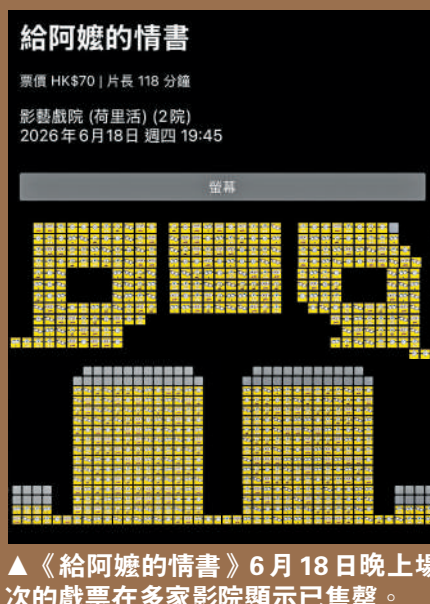 給阿嬤的情書
票價 HK$70 | 片長 118 分鐘
影藝戲院 (荷里活) (2院)
2026年6月18日 週四 19:45
螢幕
▲《給阿嬤的情書》6月18日晚上場
次的戲票在多家影院顯示已售罄。